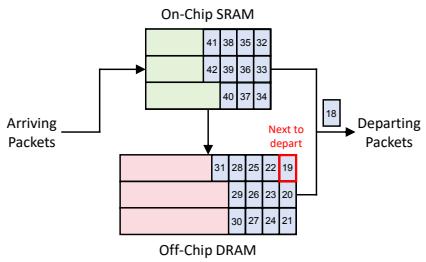 On-Chip SRAM
41 38 35 32
42 39 36 33
40 37 34
18
Arriving
Packets
Next to
depart
Departing
Packets
31 28 25 22 19
29 26 23 20
30 27 24 21
Off-Chip DRAM